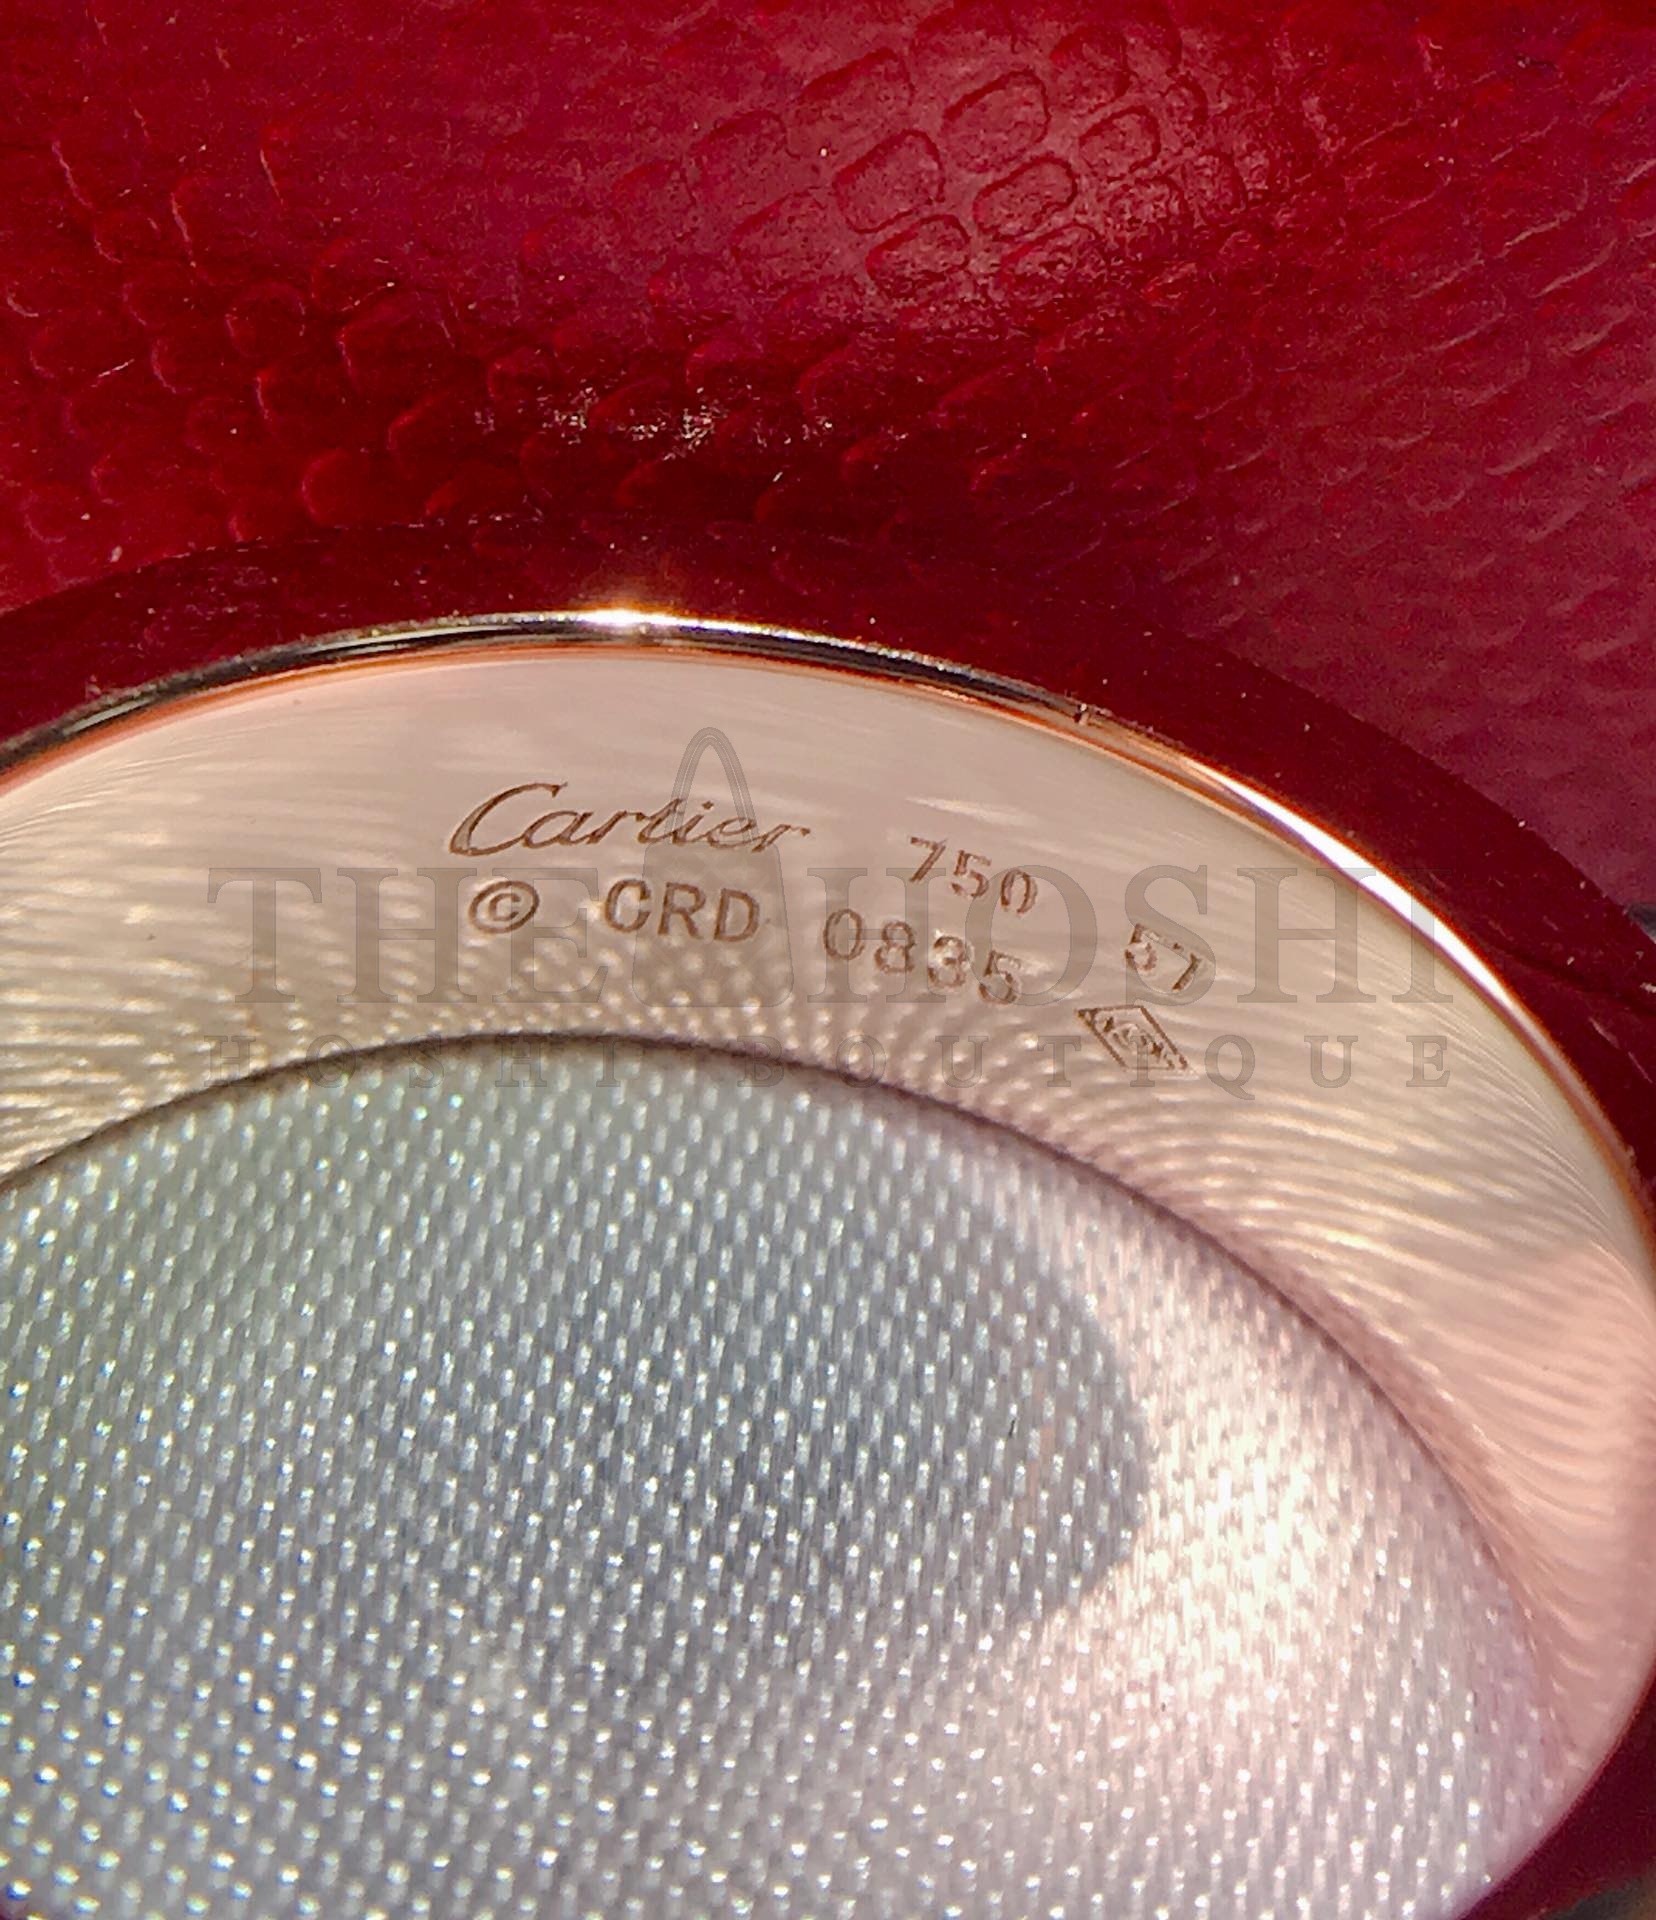 Cartier 750 57
© CRD 0835
THE HOSHI
HOSHI BOUTIQUE